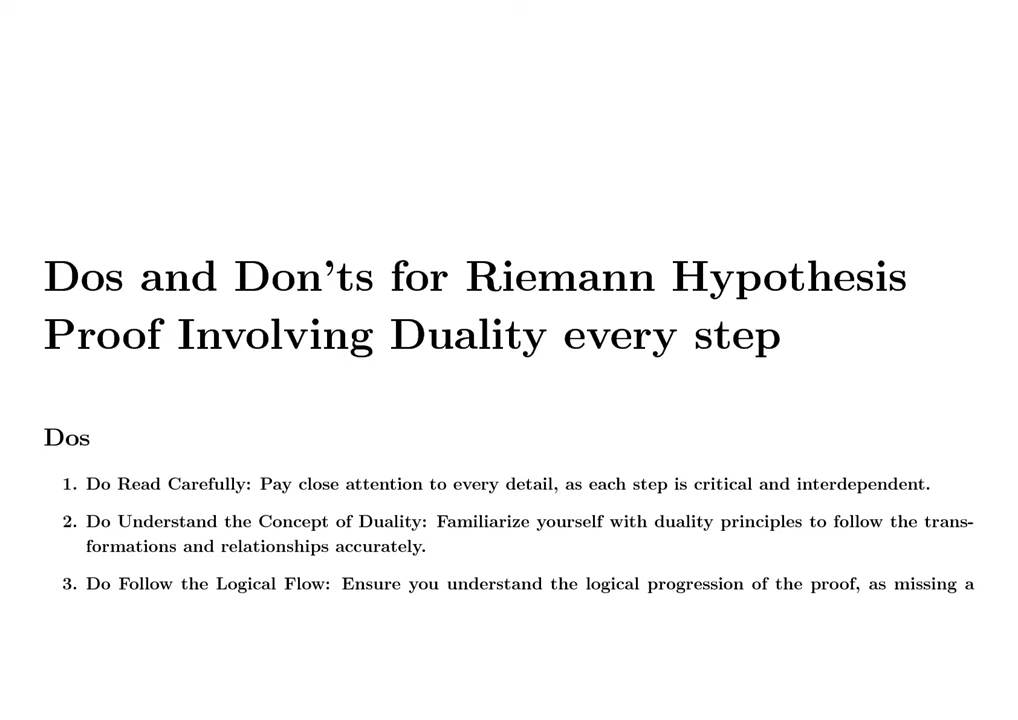 Dos and Don'ts for Riemann Hypothesis
Proof Involving Duality every step
Dos
1. Do Read Carefully: Pay close attention to every detail, as each step is critical and interdependent.
2. Do Understand the Concept of Duality: Familiarize yourself with duality principles to follow the trans-
formations and relationships accurately.
3. Do Follow the Logical Flow: Ensure you understand the logical progression of the proof, as missing a